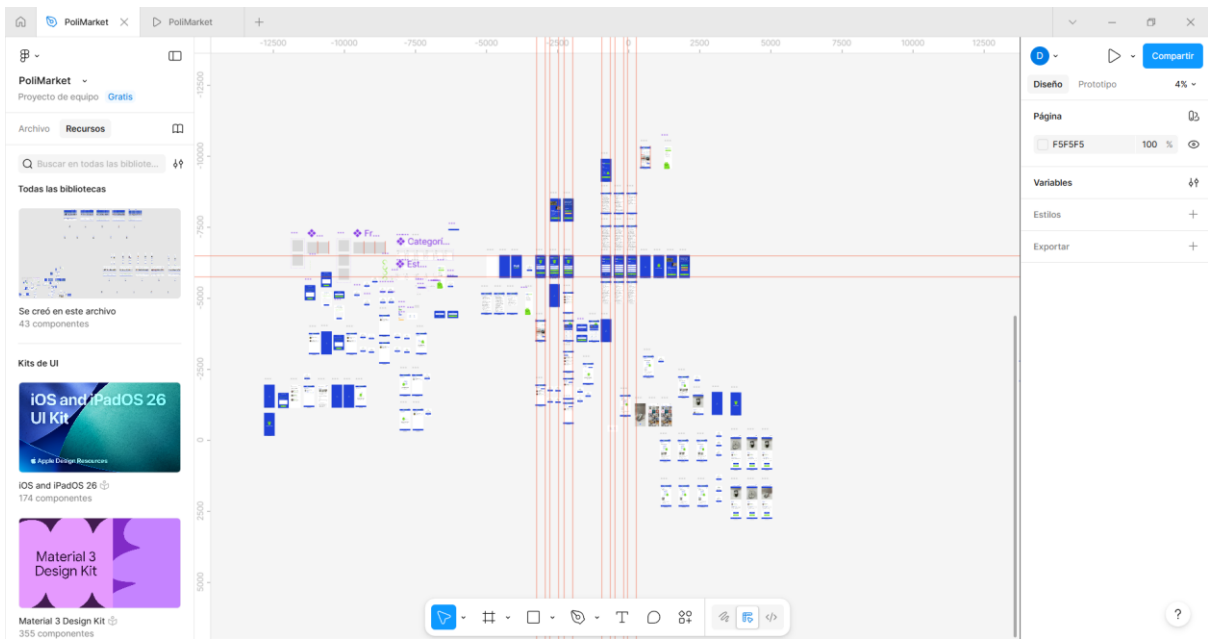 PoliMarket
PoliMarket
PoliMarket
Proyecto de equipo Gratis
Archivo Recursos
Buscar en todas las bibliote...
Todas las bibliotecas
Se creó en este archivo
43 componentes
Kits de UI
iOS and iPadOS 26
UI Kit
Apple Design Resources
iOS and iPadOS 26
174 componentes
Material 3
Design Kit
Material 3 Design Kit
355 componentes
-12500 -10000 -7500 -5000 -2500 0 2500 5000 7500 10000 12500
-12500
-10000
-7500
-5000
-2500
0
2500
5000
Fr...
Categorí...
Est...
D
Compartir
Diseño Prototipo 4%
Página
F5F5F5 100 %
Variables
Estilos
Exportar
T
?